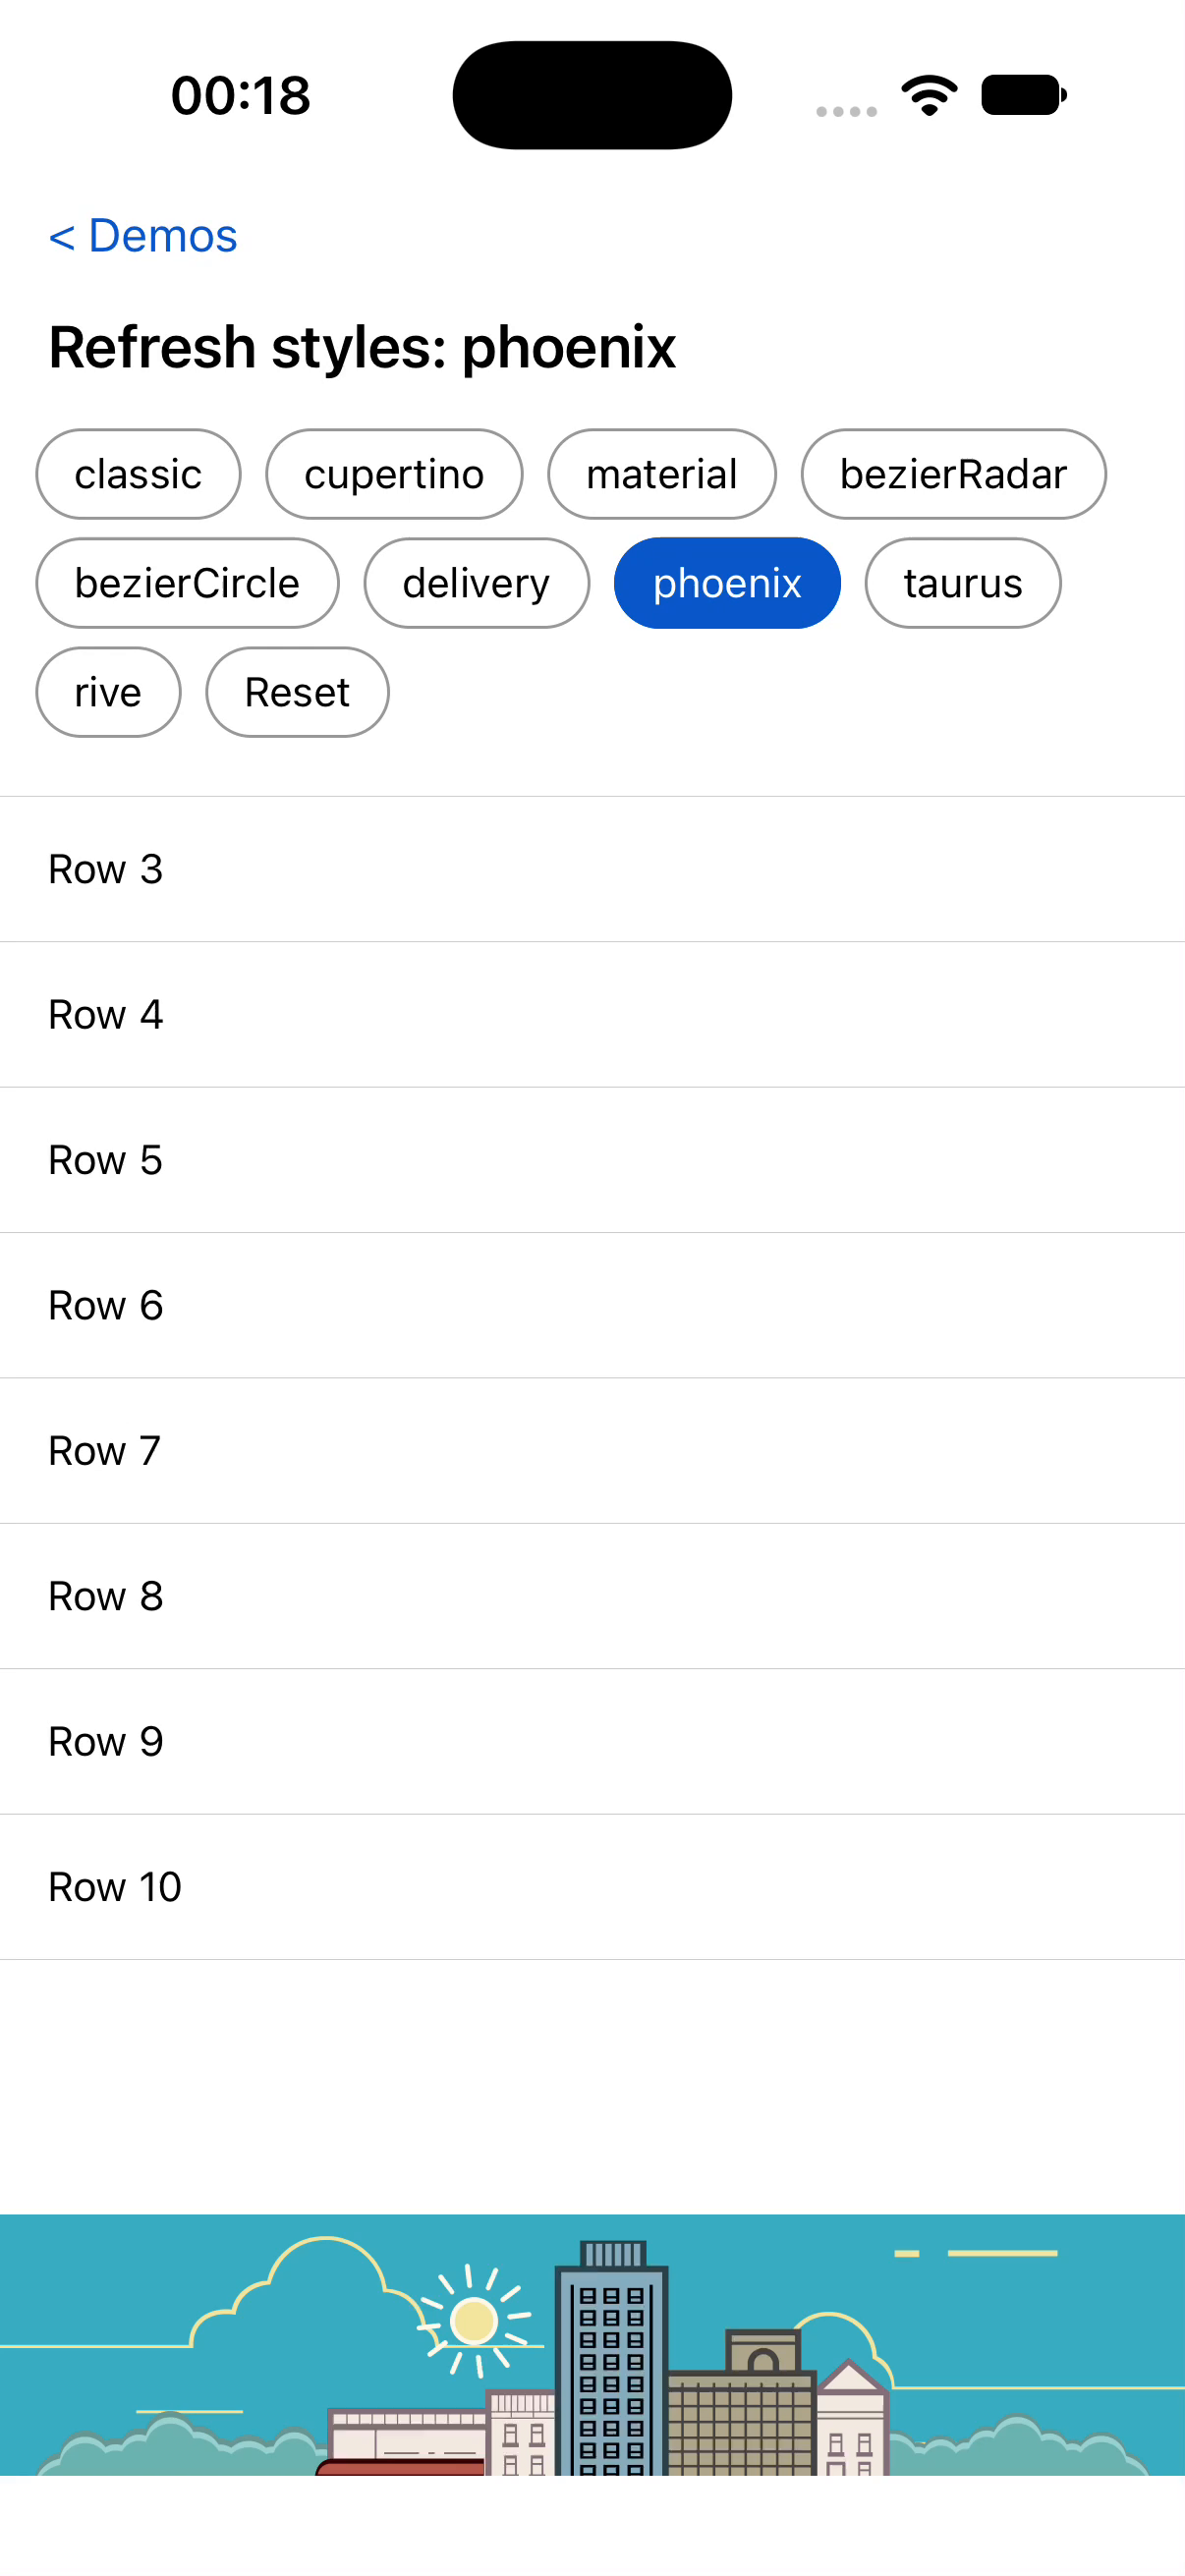 00:18
< Demos
Refresh styles: phoenix
classic cupertino material bezierRadar
bezierCircle delivery phoenix taurus
rive Reset
Row 3
Row 4
Row 5
Row 6
Row 7
Row 8
Row 9
Row 10